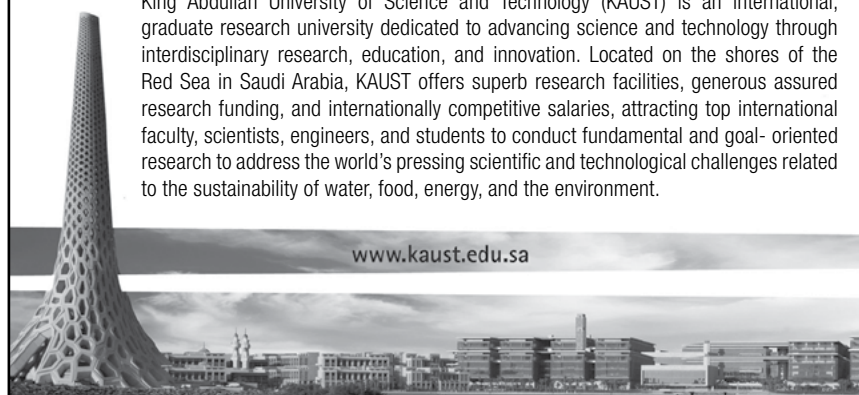 King Abdullah University of Science and Technology (KAUST) is an international,
graduate research university dedicated to advancing science and technology through
interdisciplinary research, education, and innovation. Located on the shores of the
Red Sea in Saudi Arabia, KAUST offers superb research facilities, generous assured
research funding, and internationally competitive salaries, attracting top international
faculty, scientists, engineers, and students to conduct fundamental and goal- oriented
research to address the world's pressing scientific and technological challenges related
to the sustainability of water, food, energy, and the environment.
www.kaust.edu.sa